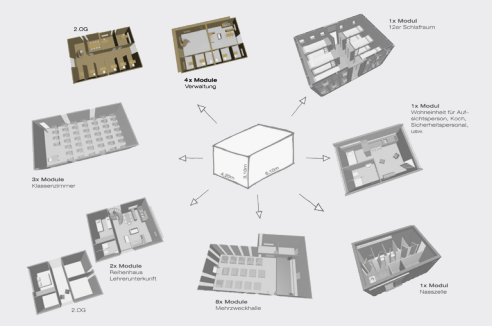 2.OG
4x Module
Verwaltung
1x Modul
12er Schlafraum
1x Modul
Wohneinheit für Auf-
sichtsperson, Koch,
Sicherheitspersonal,
usw.
3x Module
Klassenzimmer
2x Module
Reihenhaus
Lehrerunterkunft
2.OG
8x Module
Mehrzweckhalle
1x Modul
Nasszelle